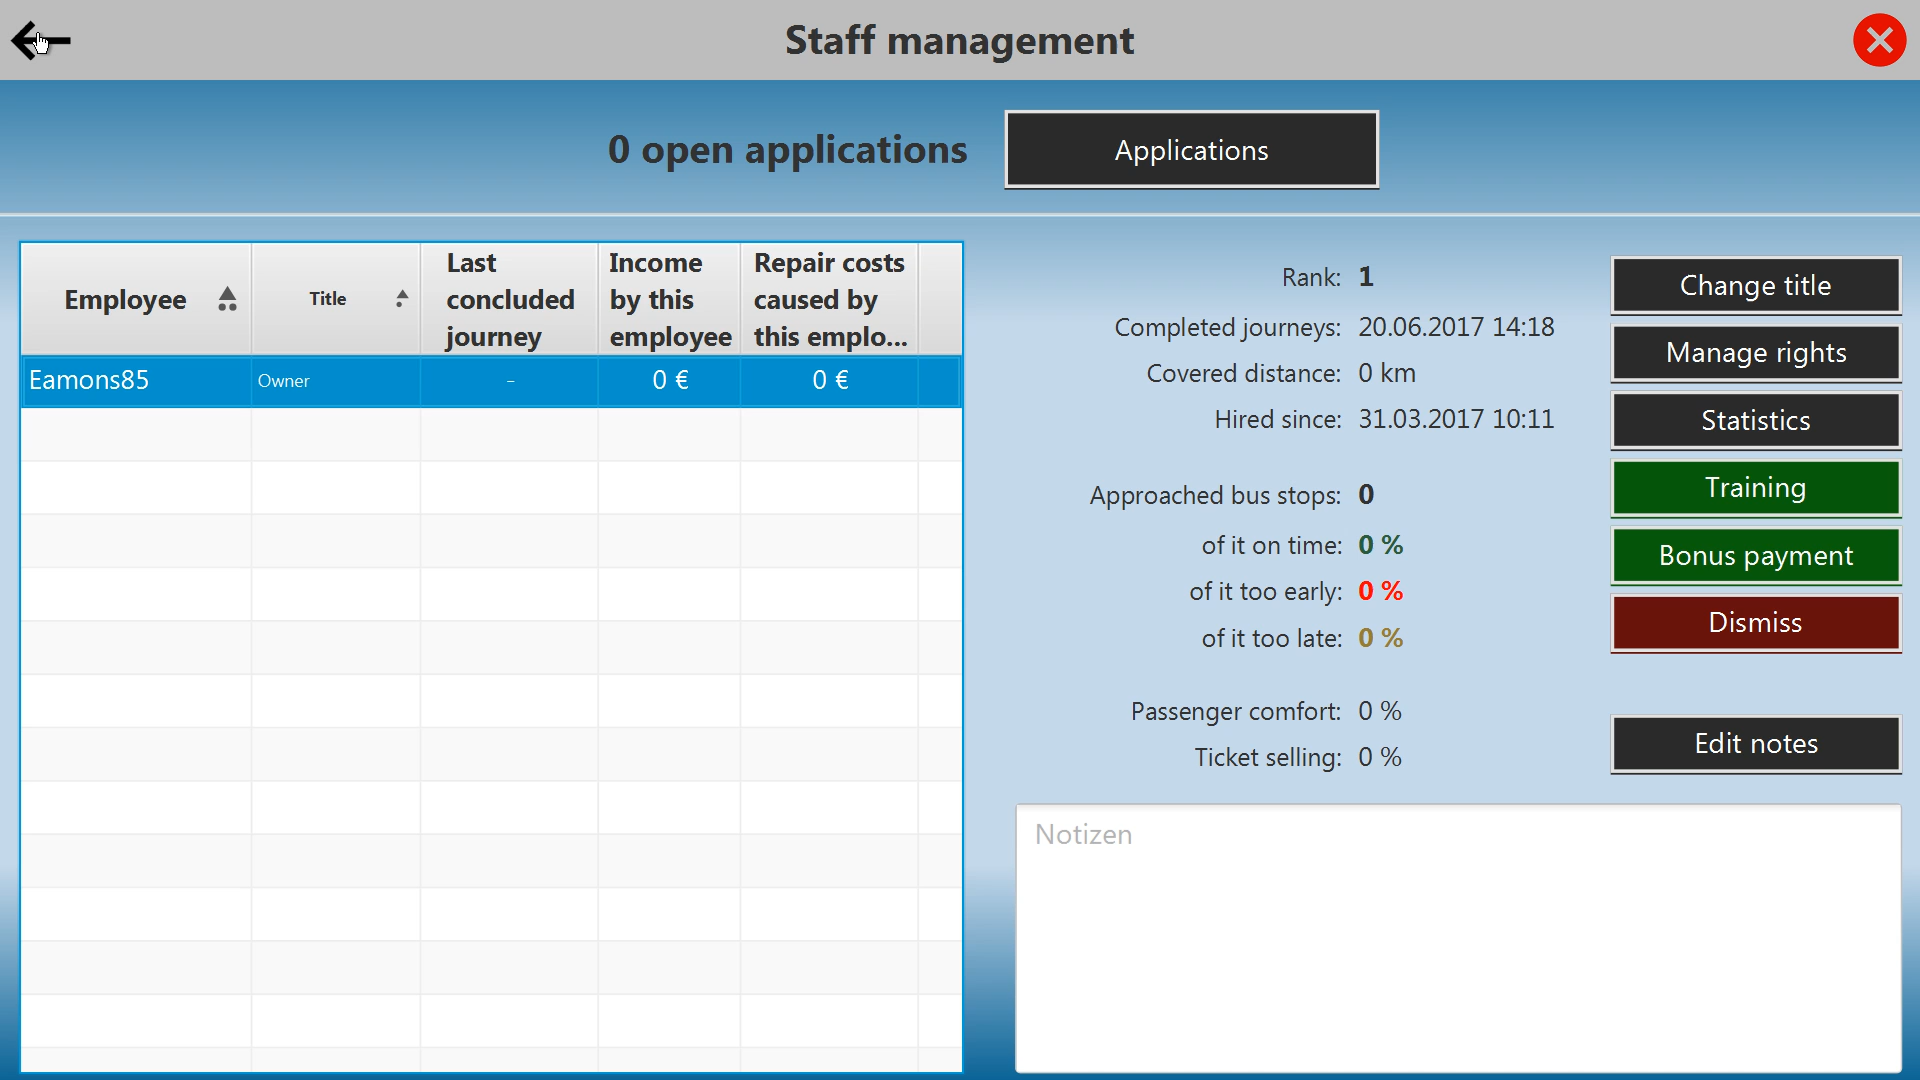 Staff management
0 open applications
Applications
Employee
Title
Last
concluded
journey
Income
by this
employee
Repair costs
caused by
this emplo...
Eamons85
Owner
-
0 €
0 €
Rank: 1
Completed journeys: 20.06.2017 14:18
Covered distance: 0 km
Hired since: 31.03.2017 10:11
Approached bus stops: 0
of it on time: 0 %
of it too early: 0 %
of it too late: 0 %
Passenger comfort: 0 %
Ticket selling: 0 %
Change title
Manage rights
Statistics
Training
Bonus payment
Dismiss
Edit notes
Notizen